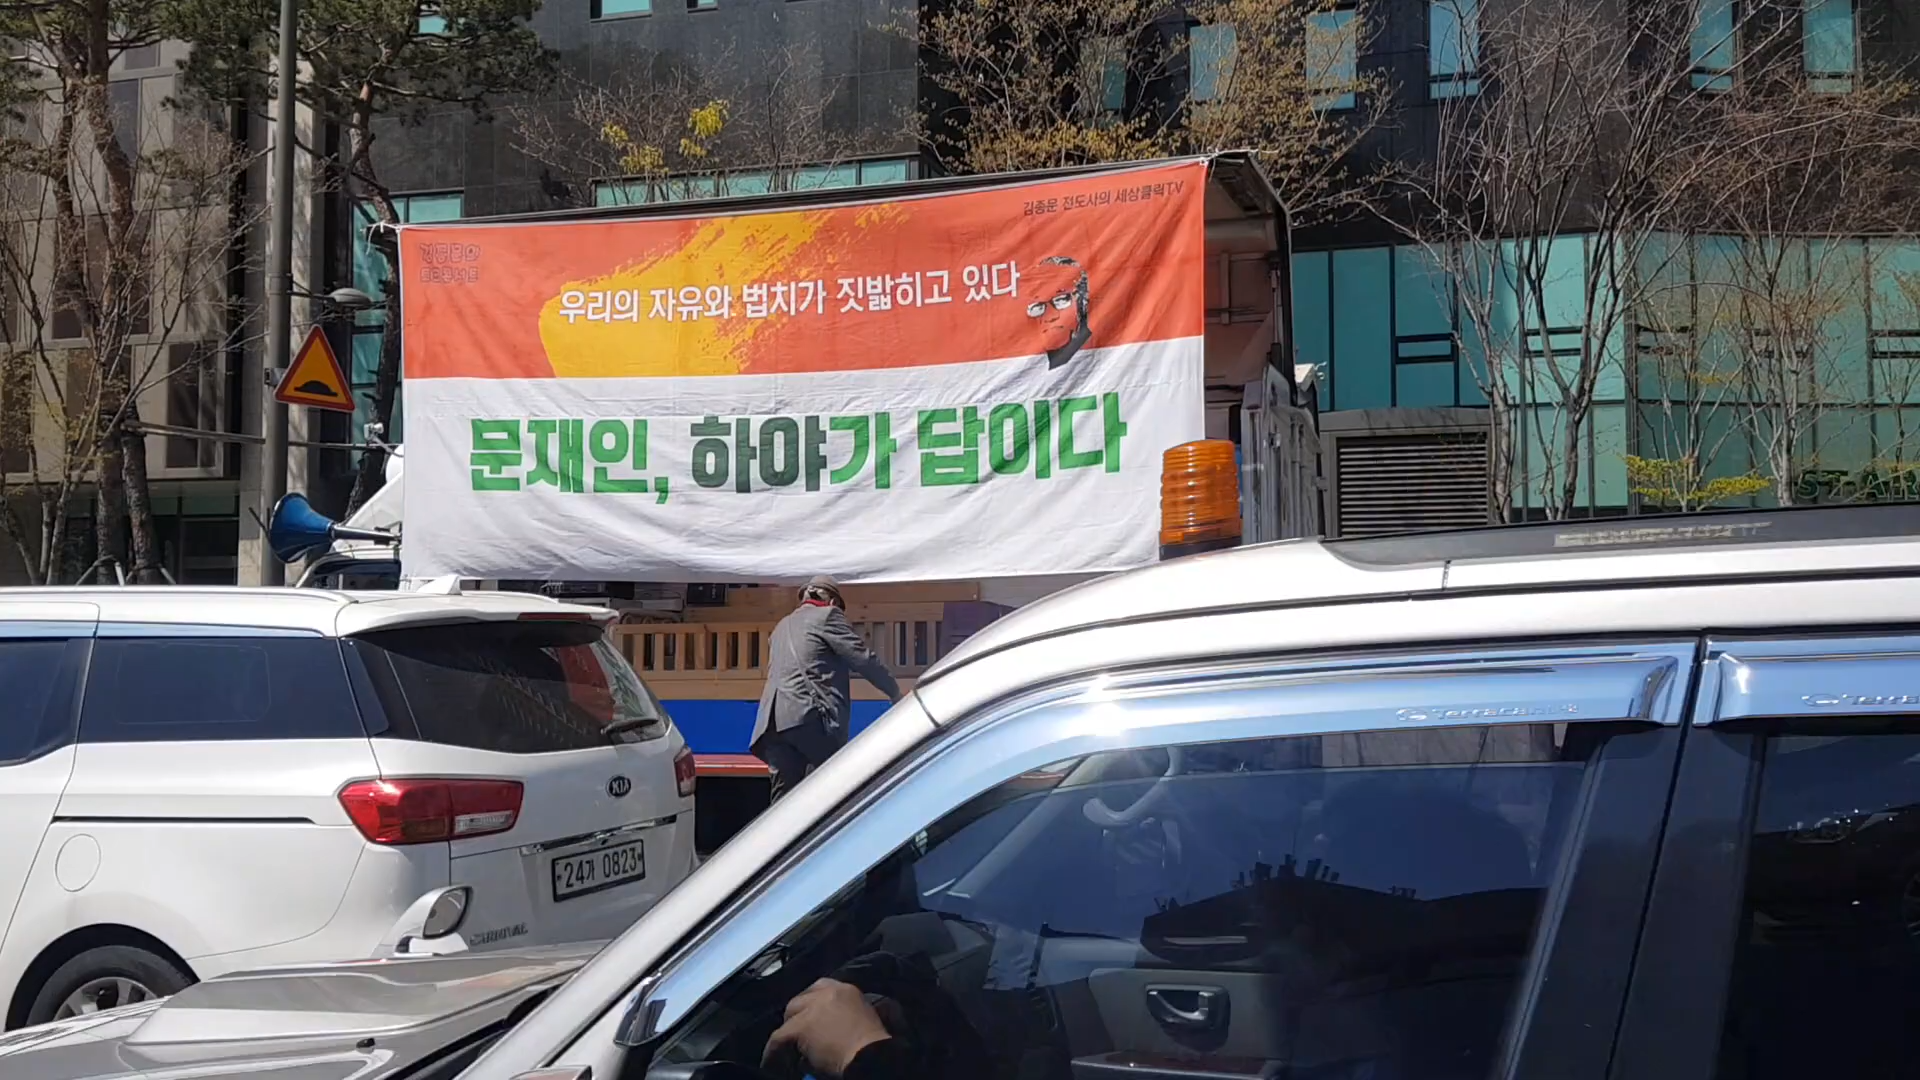 김종문 전도사의 세상클릭TV
우리의 자유와 법치가 짓밟히고 있다
문재인, 하야가 답이다
KIA
24가 0823
CARNIVAL
Terracan